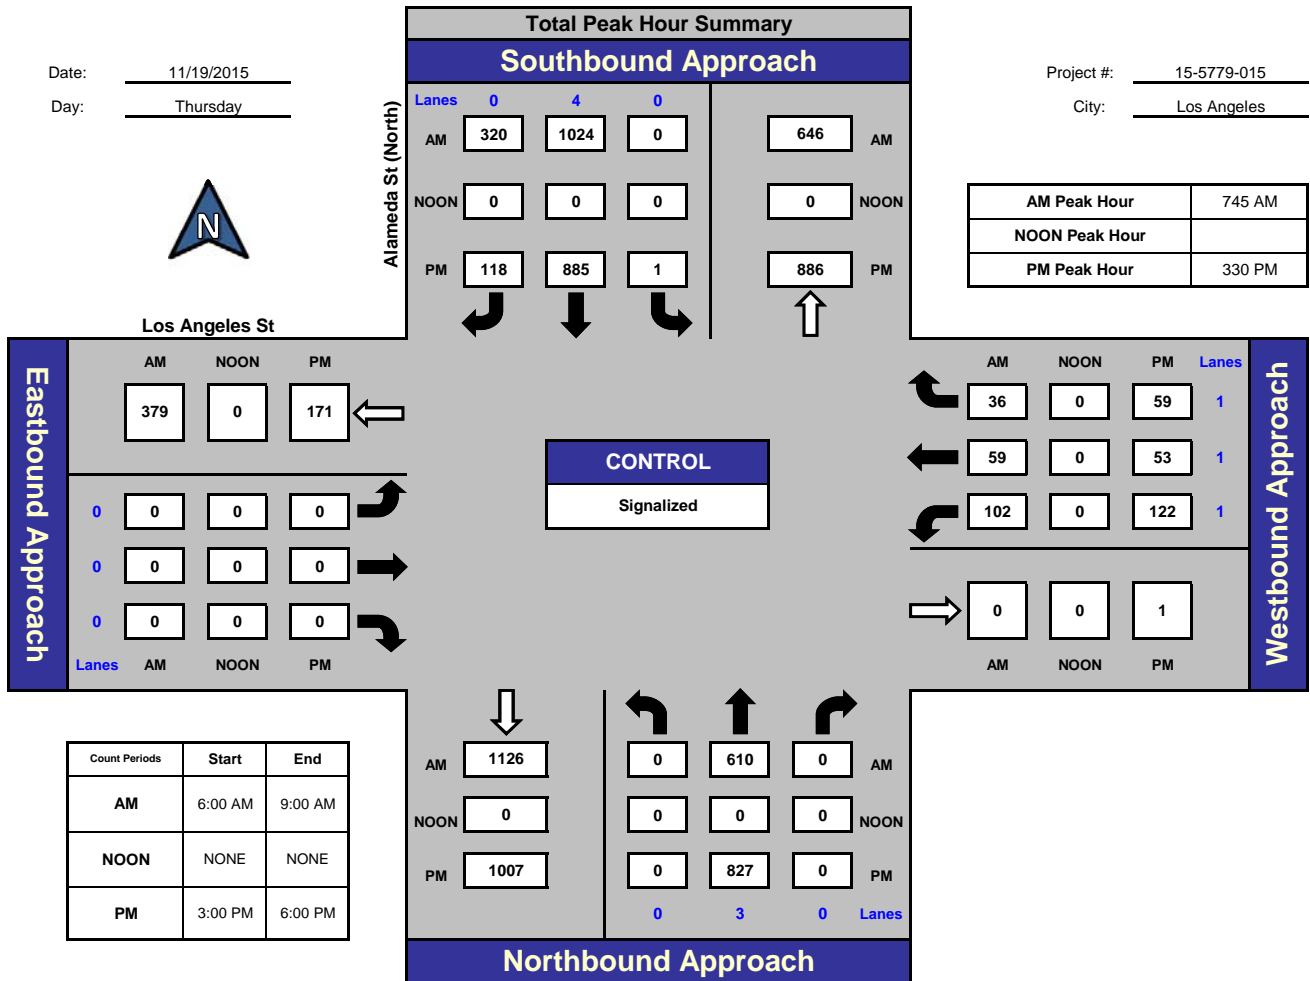 Total Peak Hour Summary
Southbound Approach
Date: 11/19/2015
Day: Thursday
Project #: 15-5779-015
City: Los Angeles
N
Alameda St (North)
Lanes 0 4 0
AM 320 1024 0 646 AM
NOON 0 0 0 0 NOON
PM 118 885 1 886 PM
AM Peak Hour 745 AM
NOON Peak Hour
PM Peak Hour 330 PM
Los Angeles St
Eastbound Approach
AM NOON PM
379 0 171
0 0 0 0
0 0 0 0
0 0 0 0
Lanes AM NOON PM
CONTROL
Signalized
AM NOON PM Lanes
36 0 59 1
59 0 53 1
102 0 122 1
0 0 1
AM NOON PM
Westbound Approach
Count Periods Start End
AM 6:00 AM 9:00 AM
NOON NONE NONE
PM 3:00 PM 6:00 PM
AM 1126 0 610 0 AM
NOON 0 0 0 0 NOON
PM 1007 0 827 0 PM
0 3 0 Lanes
Northbound Approach